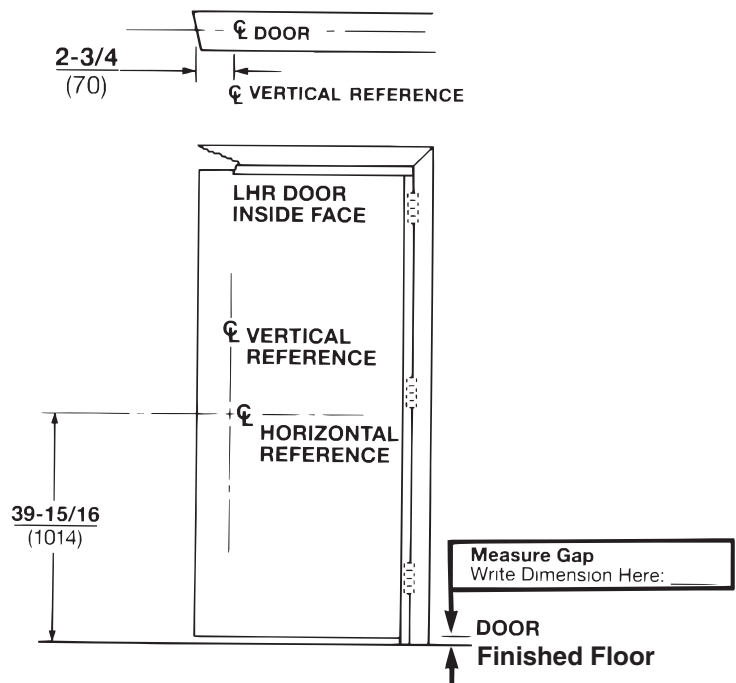 ℄ DOOR
2-3/4
(70)
℄ VERTICAL REFERENCE
LHR DOOR
INSIDE FACE
℄ VERTICAL
REFERENCE
℄ HORIZONTAL
REFERENCE
39-15/16
(1014)
Measure Gap
Write Dimension Here: ______
DOOR
Finished Floor